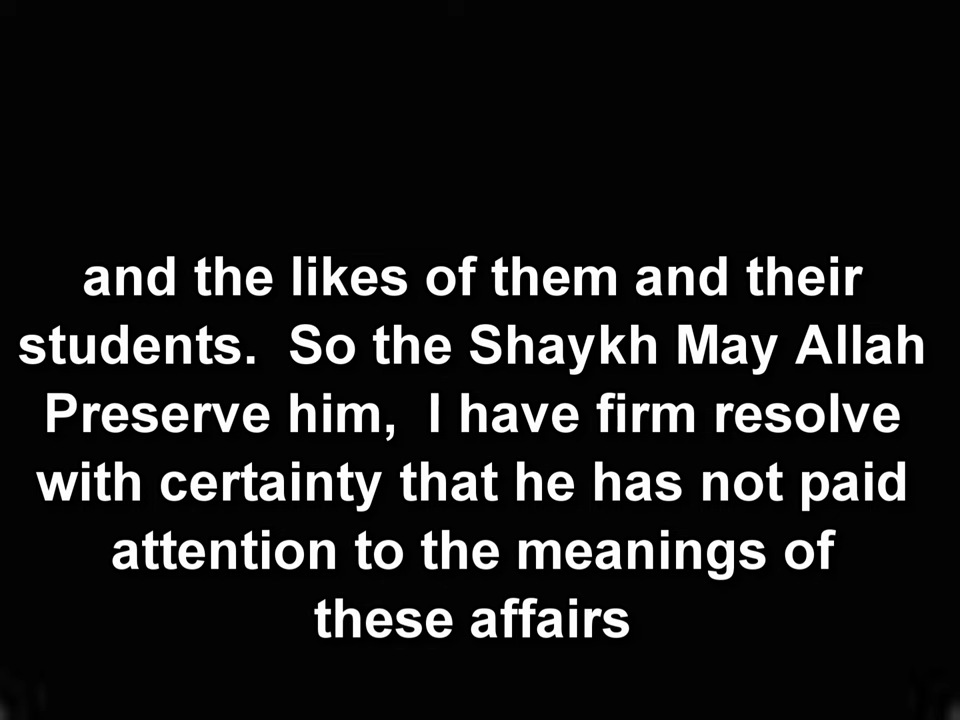 and the likes of them and their
students.  So the Shaykh May Allah
Preserve him,  I have firm resolve
with certainty that he has not paid
attention to the meanings of
these affairs